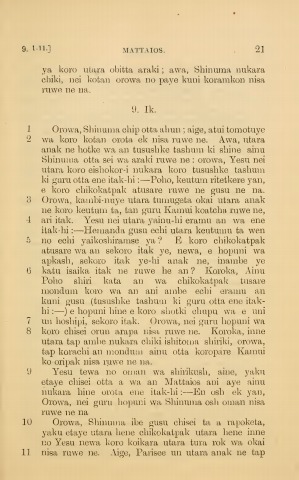 9, 1-11.] MATTAIOS. 21
ya koro utara obitta araki; awa, Shinuma nukara
chiki, nei kotan orowa no paye kuni koramkon nisa
ruwe ne na.
9. Ik.
1 Orowa, Shinuma chip otta ahun; aige, atui tomotuye
2 wa koro kotan orota ek nisa ruwe ne. Awa, utara
anak ne hotke wa an tusushke tashum ki shine ainu
Shinuma otta sei wa araki ruwe ne: orowa, Yesu nei
utara koro eishokor-i nukara koro tusushke tashum
ki guru otta ene itak-hi:—Poho, keutum ritetkere yan,
e koro chikokatpak atusare ruwe ne gusu ne na.
3 Orowa, kambi-nuye utara tumugeta okai utara anak
ne koro keutum ta, tan guru Kamui koatcha ruwe ne,
4 ari itak. Yesu nei utara yainu-hi eramu an wa ene
itak-hi:—Hemanda gusu echi utara keutumu ta wen
5 no echi yaikoshiramse ya? E koro chikokatpak
atusare wa an sekoro itak ye, newa, e hopuni wa
apkash, sekoro itak ye-hi anak ne, inambe ye
6 katu isaika itak ne ruwe he an? Koroka, Ainu
Poho shiri kata an wa chikokatpak tusare
mondum koro wa an ani ambe echi eramu an
kuni gusu (tusushke tashum ki guru otta ene itak-
hi:—) e hopuni hine e koro shotki chupu wa e uni
7 un hoshipi, sekoro itak. Orowa, nei guru hopuni wa
8 koro chisei orun arapa nisa ruwe ne. Koroka, inne
utara tap ambe nukara chiki ishitoma shiriki, orowa,
tap korachi an mondum ainu otta koropare Kamui
ko oripak nisa ruwe ne na.
9 Yesu tewa no oman wa shirikush, aine, yaku
etaye chisei otta a wa an Mattaios ani aye ainu
nukara hine orota ene itak-hi:—En osh ek yan,
Orowa, nei guru hopuni wa Shinuma osh oman nisa
ruwe ne na
10 Orowa, Shinuma ibe gusu chisei ta a rapoketa,
yaku etaye utara hene chikokatpak utara hene inne
no Yesu newa koro koikara utara tura rok wa okai
11 nisa ruwe ne. Aige, Parisee un utara anak ne tap